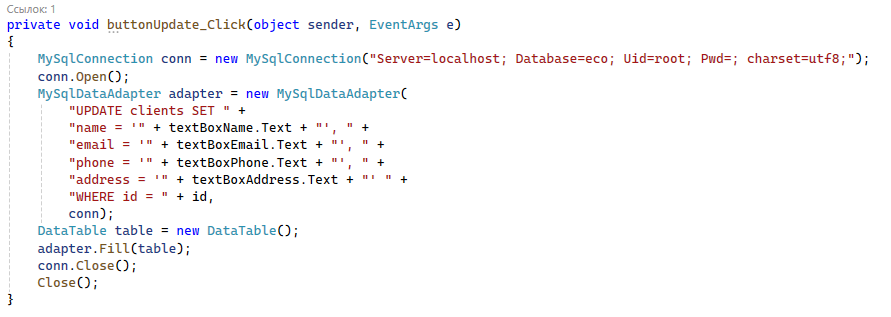 Ссылок: 1
private void buttonUpdate_Click(object sender, EventArgs e)
{
    MySqlConnection conn = new MySqlConnection("Server=localhost; Database=eco; Uid=root; Pwd=; charset=utf8;");
    conn.Open();
    MySqlDataAdapter adapter = new MySqlDataAdapter(
        "UPDATE clients SET " +
        "name = '" + textBoxName.Text + "', " +
        "email = '" + textBoxEmail.Text + "', " +
        "phone = '" + textBoxPhone.Text + "', " +
        "address = '" + textBoxAddress.Text + "' " +
        "WHERE id = " + id,
        conn);
    DataTable table = new DataTable();
    adapter.Fill(table);
    conn.Close();
    Close();
}